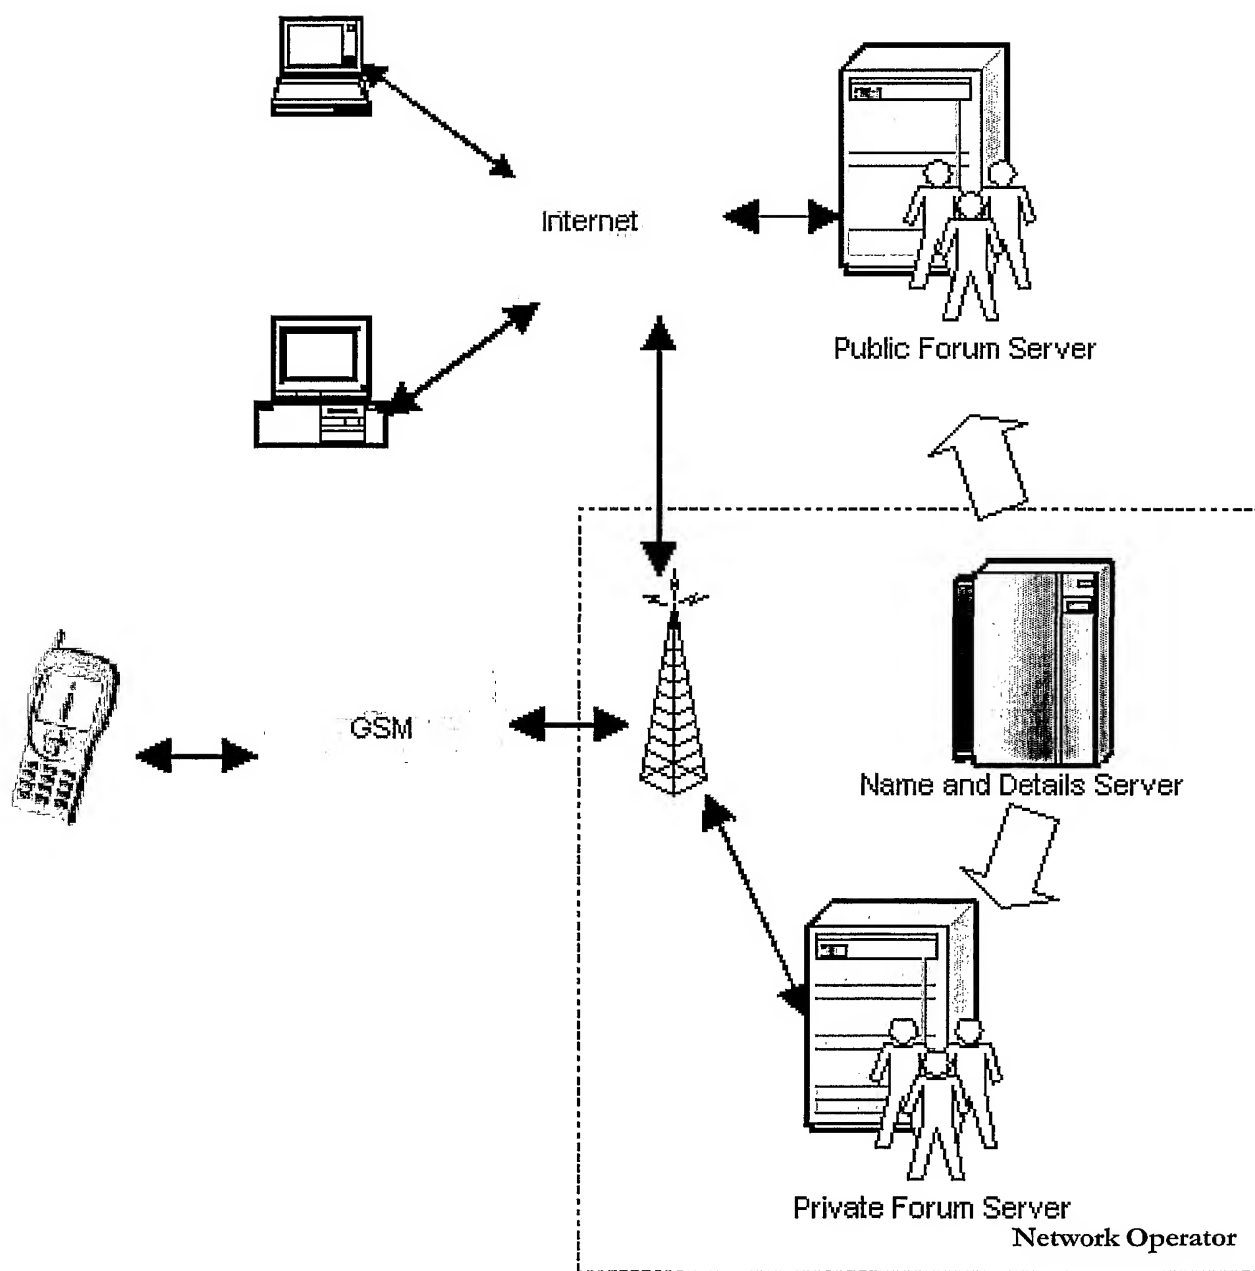 Internet
Public Forum Server
GSM
Name and Details Server
Private Forum Server
Network Operator